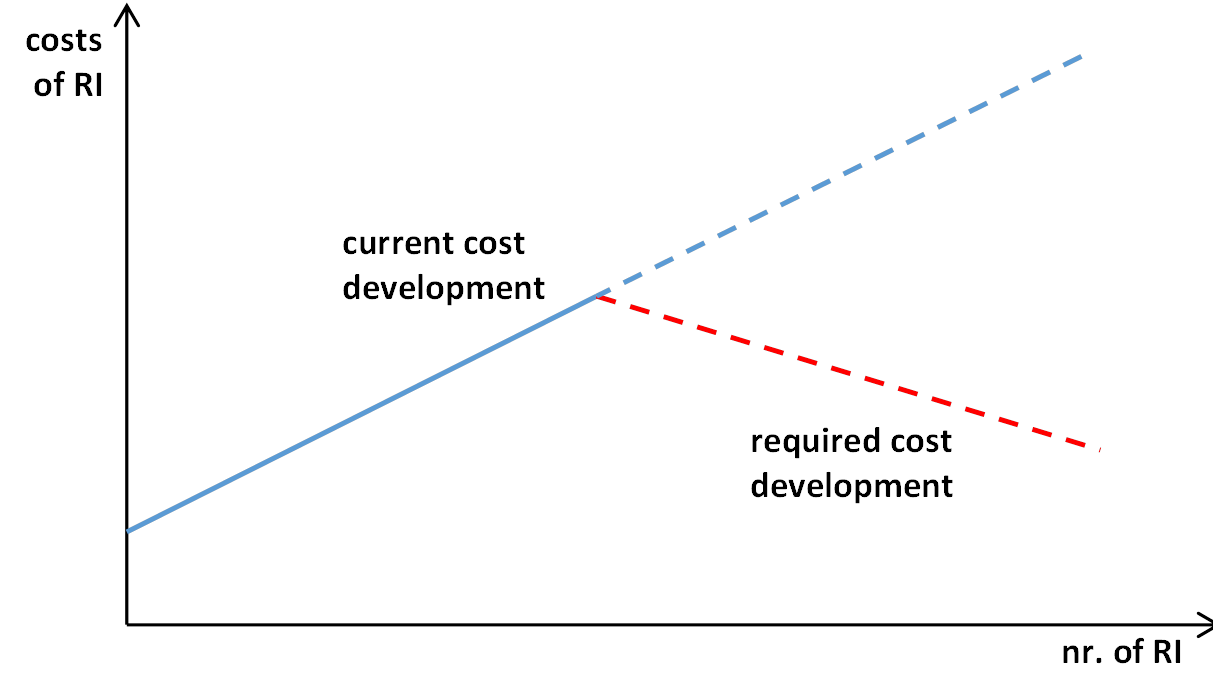 costs
of RI
current cost
development
required cost
development
nr. of RI